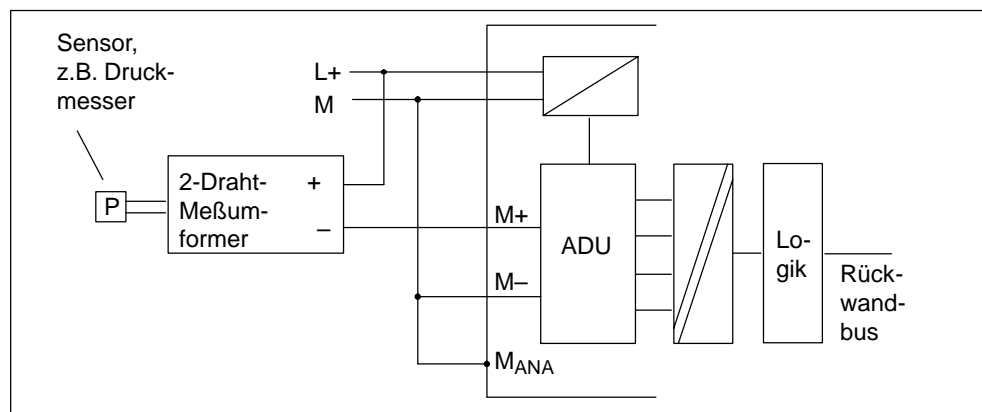 Sensor,
z.B. Druck-
messer
L+
M
P
2-Draht-
Meßum-
former
+
–
M+
M–
MANA
ADU
Lo-
gik
Rück-
wand-
bus